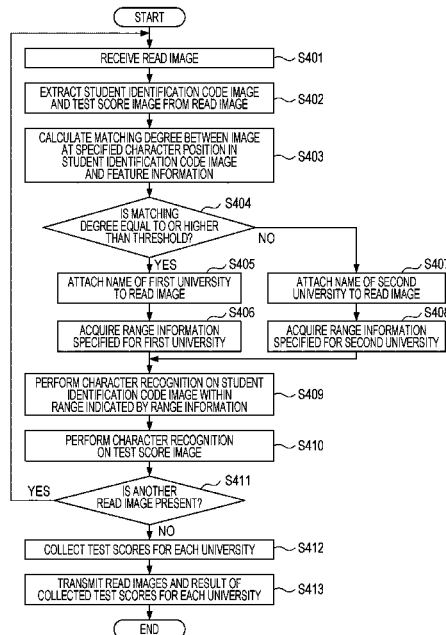 START
RECEIVE READ IMAGE
S401
EXTRACT STUDENT IDENTIFICATION CODE IMAGE
AND TEST SCORE IMAGE FROM READ IMAGE
S402
CALCULATE MATCHING DEGREE BETWEEN IMAGE
AT SPECIFIED CHARACTER POSITION IN
STUDENT IDENTIFICATION CODE IMAGE
AND FEATURE INFORMATION
S403
S404
IS MATCHING
DEGREE EQUAL TO OR HIGHER
THAN THRESHOLD?
NO
YES
S405
ATTACH NAME OF FIRST UNIVERSITY
TO READ IMAGE
S406
ACQUIRE RANGE INFORMATION
SPECIFIED FOR FIRST UNIVERSITY
S407
ATTACH NAME OF SECOND
UNIVERSITY TO READ IMAGE
S408
ACQUIRE RANGE INFORMATION
SPECIFIED FOR SECOND UNIVERSITY
PERFORM CHARACTER RECOGNITION ON STUDENT
IDENTIFICATION CODE IMAGE WITHIN
RANGE INDICATED BY RANGE INFORMATION
S409
PERFORM CHARACTER RECOGNITION
ON TEST SCORE IMAGE
S410
S411
YES
IS ANOTHER
READ IMAGE PRESENT?
NO
COLLECT TEST SCORES FOR EACH UNIVERSITY
S412
TRANSMIT READ IMAGES AND RESULT OF
COLLECTED TEST SCORES FOR EACH UNIVERSITY
S413
END